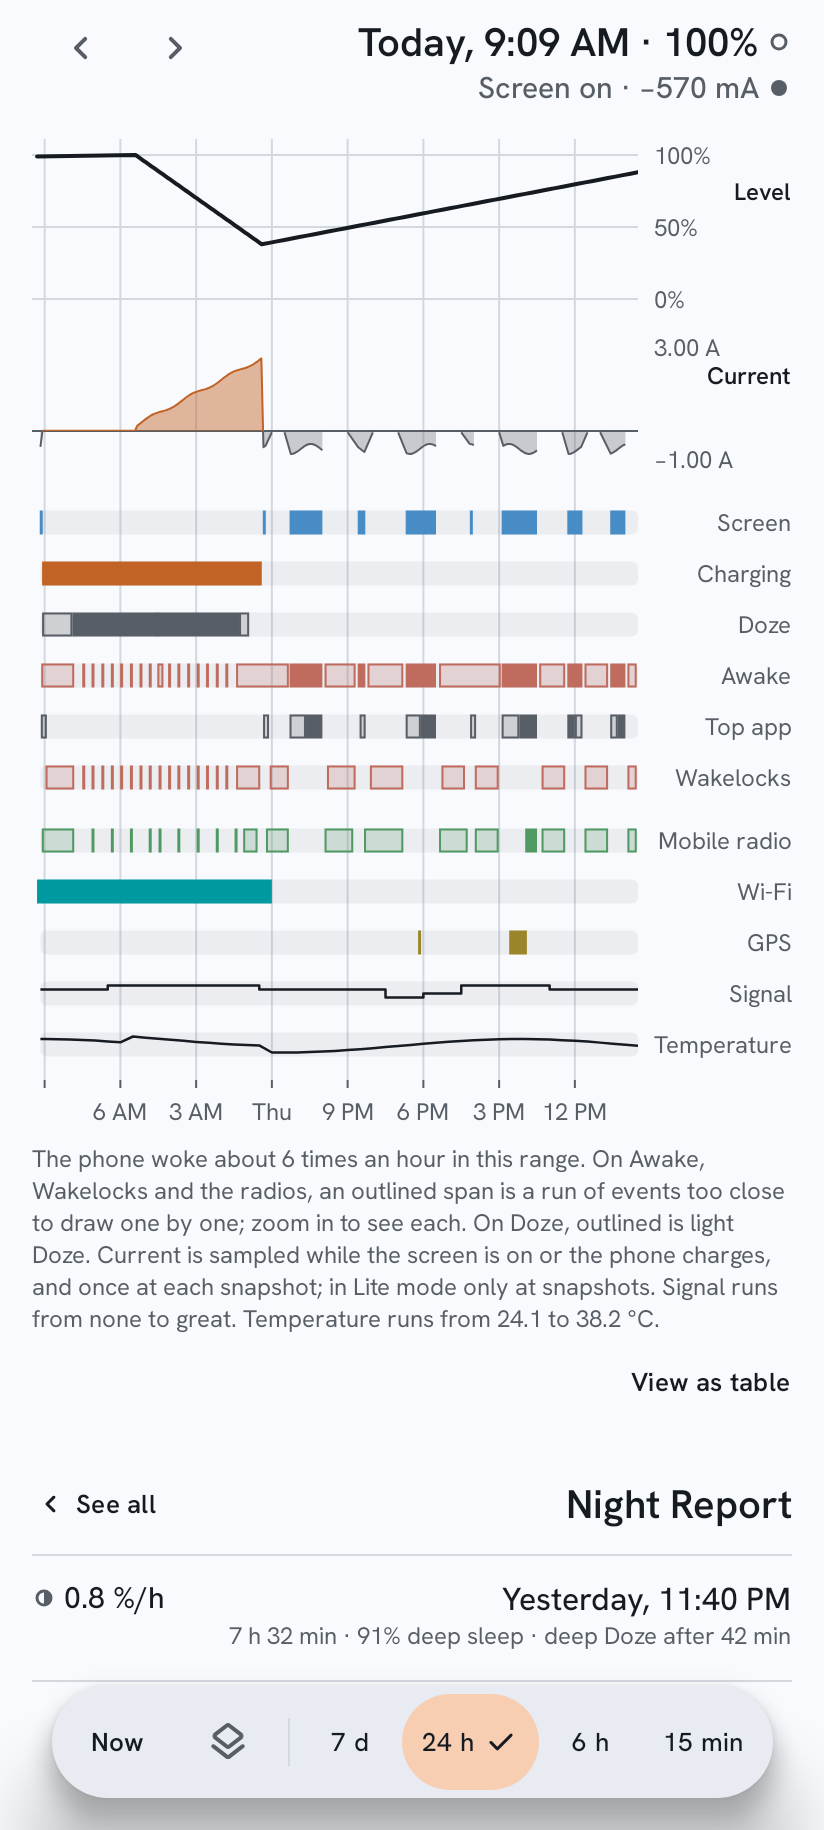 Today, 9:09 AM · 100%
Screen on · −570 mA
100%
Level
50%
0%
3.00 A
Current
−1.00 A
Screen
Charging
Doze
Awake
Top app
Wakelocks
Mobile radio
Wi-Fi
GPS
Signal
Temperature
6 AM 3 AM Thu 9 PM 6 PM 3 PM 12 PM
The phone woke about 6 times an hour in this range. On Awake,
Wakelocks and the radios, an outlined span is a run of events too close
to draw one by one; zoom in to see each. On Doze, outlined is light
Doze. Current is sampled while the screen is on or the phone charges,
and once at each snapshot; in Lite mode only at snapshots. Signal runs
from none to great. Temperature runs from 24.1 to 38.2 °C.
View as table
See all
Night Report
0.8 %/h
Yesterday, 11:40 PM
7 h 32 min · 91% deep sleep · deep Doze after 42 min
Now 7 d 24 h 6 h 15 min